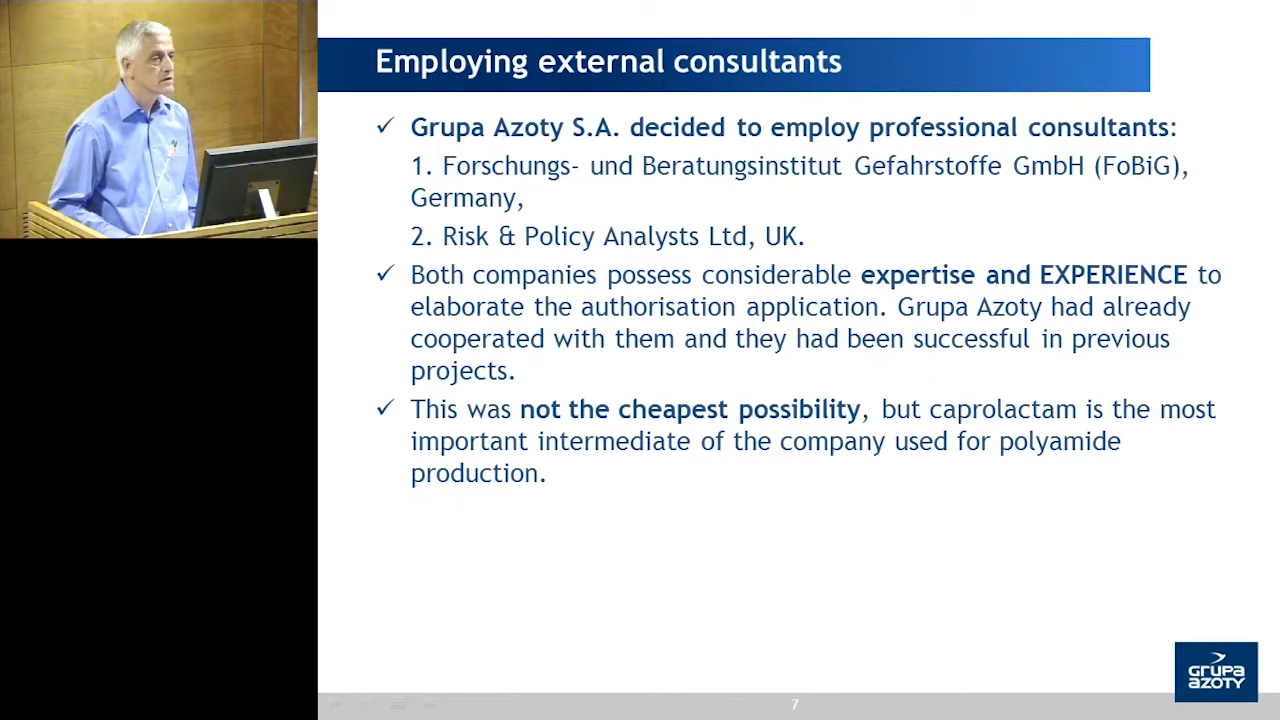 Employing external consultants
✓ Grupa Azoty S.A. decided to employ professional consultants:
1. Forschungs- und Beratungsinstitut Gefahrstoffe GmbH (FoBiG),
Germany,
2. Risk & Policy Analysts Ltd, UK.
✓ Both companies possess considerable expertise and EXPERIENCE to
elaborate the authorisation application. Grupa Azoty had already
cooperated with them and they had been successful in previous
projects.
✓ This was not the cheapest possibility, but caprolactam is the most
important intermediate of the company used for polyamide
production.
GRUPA
AZOTY
7